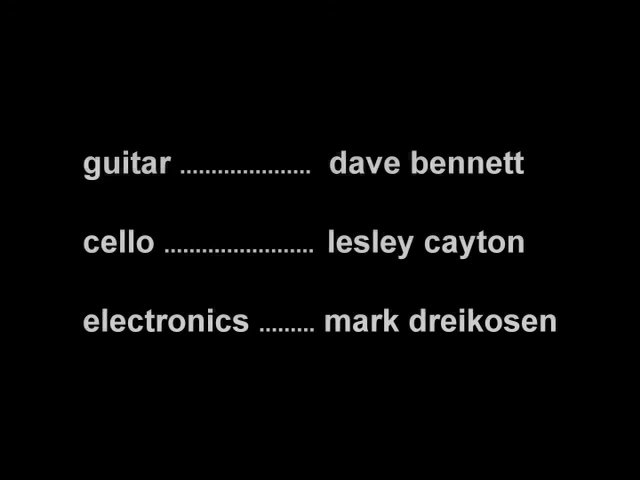 guitar ..................... dave bennett
cello ........................ lesley cayton
electronics ......... mark dreikosen